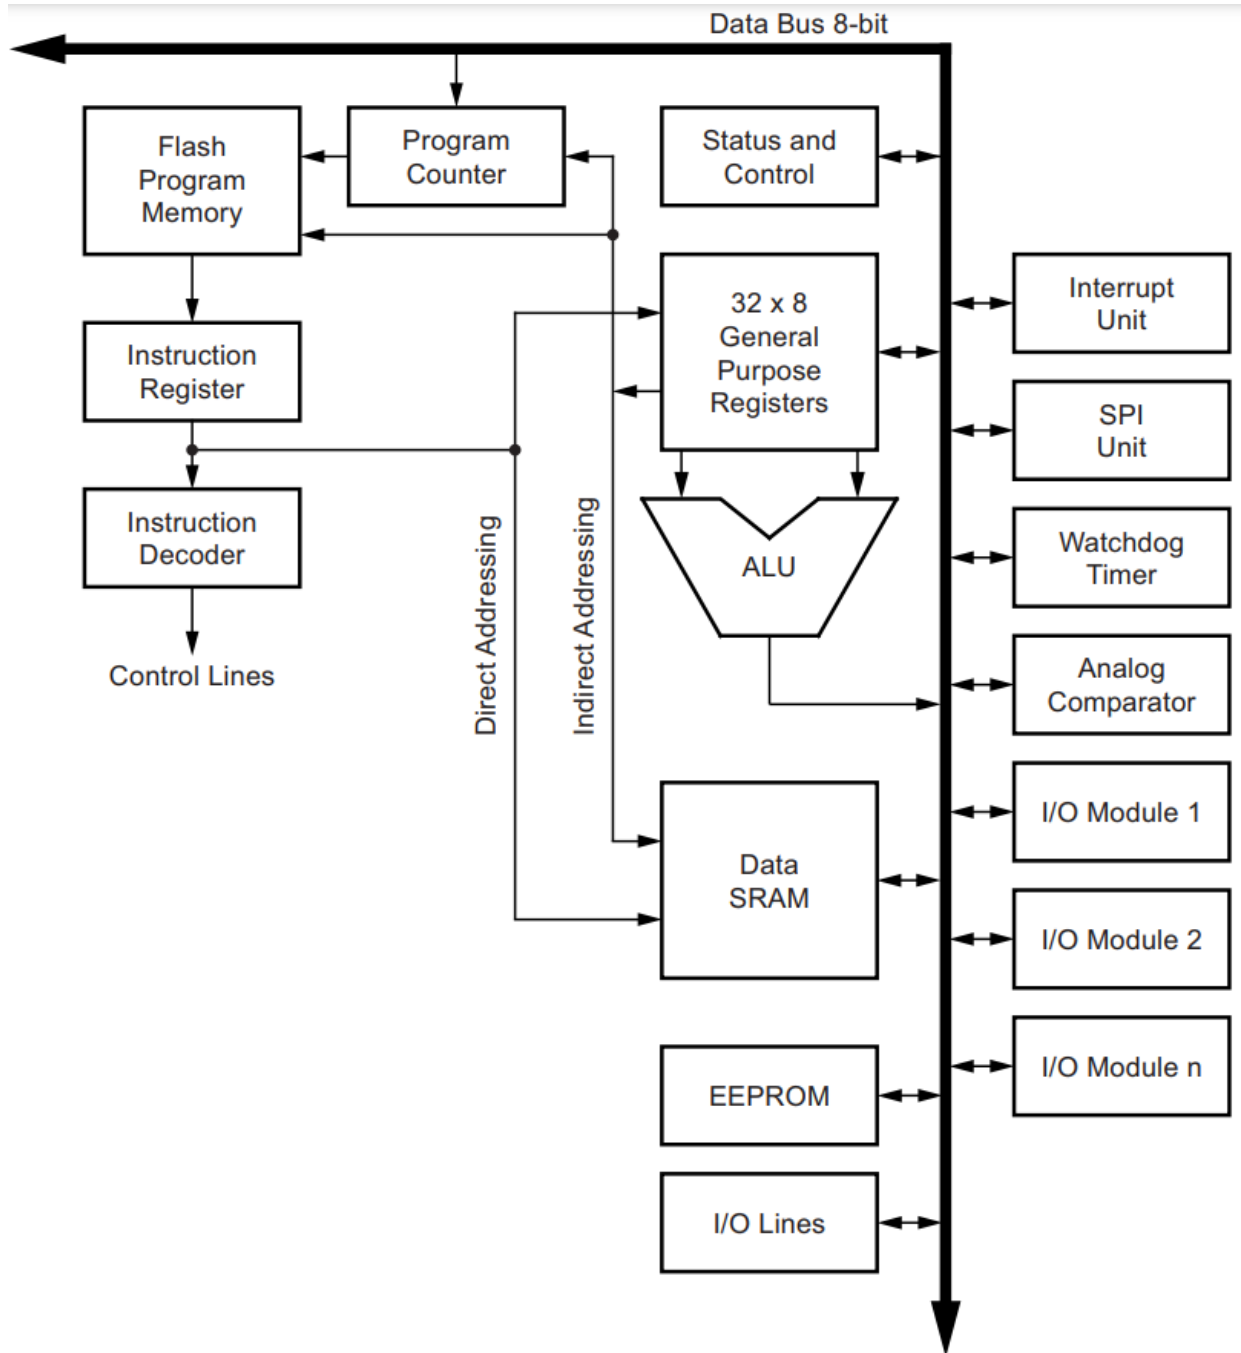 Data Bus 8-bit
Flash
Program
Memory
Program
Counter
Status and
Control
32 x 8
General
Purpose
Registers
Interrupt
Unit
Instruction
Register
SPI
Unit
Instruction
Decoder
Direct Addressing
Indirect Addressing
ALU
Watchdog
Timer
Control Lines
Analog
Comparator
I/O Module 1
Data
SRAM
I/O Module 2
I/O Module n
EEPROM
I/O Lines